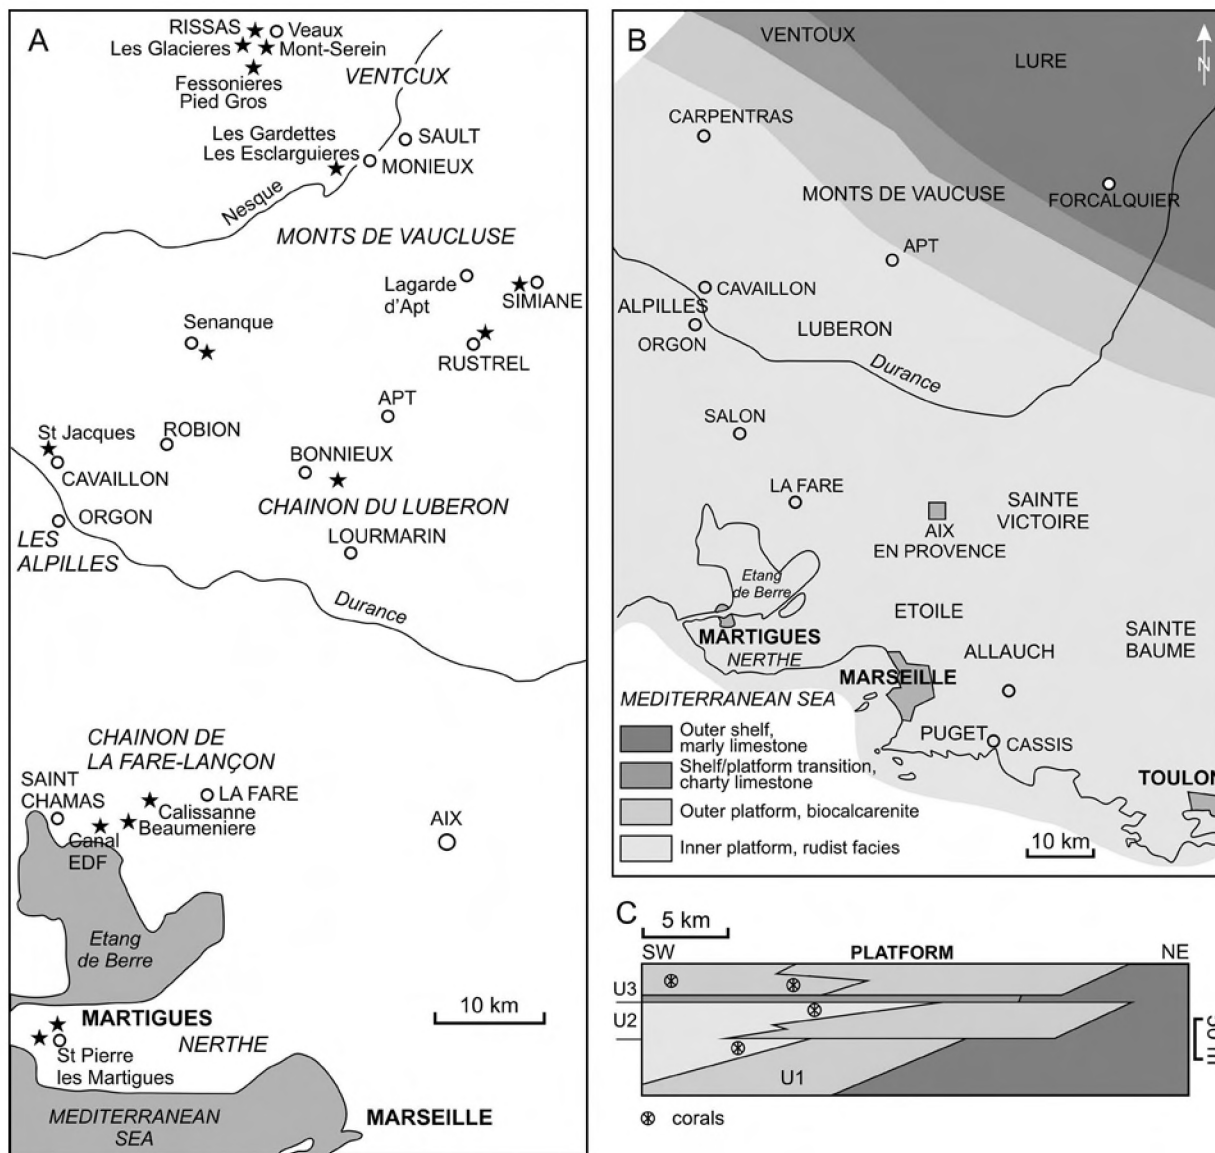 A
RISSAS
Veaux
Les Glacieres
Mont-Serein
Fessonieres
Pied Gros
VENTCUX
Les Gardettes
Les Esclarguieres
SAULT
MONIEUX
Nesque
MONTS DE VAUCLUSE
Lagarde
d'Apt
SIMIANE
Senanque
RUSTREL
APT
St Jacques
ROBION
BONNIEUX
CAVAILLON
CHAINON DU LUBERON
ORGON
LES
ALPILLES
LOURMARIN
Durance
CHAINON DE
LA FARE-LANÇON
SAINT
CHAMAS
LA FARE
Calissanne
Beaumeniere
Canal
EDF
AIX
Etang
de Berre
10 km
MARTIGUES
NERTHE
St Pierre
les Martigues
MEDITERRANEAN
SEA
MARSEILLE
B
VENTOUX
LURE
N
CARPENTRAS
MONTS DE VAUCUSE
FORCALQUIER
APT
CAVAILLON
ALPILLES
ORGON
LUBERON
Durance
SALON
LA FARE
SAINTE
VICTOIRE
AIX
EN PROVENCE
Etang
de Berre
ETOILE
MARTIGUES
NERTHE
SAINTE
BAUME
ALLAUCH
MARSEILLE
MEDITERRANEAN SEA
PUGET
CASSIS
TOULON
Outer shelf,
marly limestone
Shelf/platform transition,
charty limestone
Outer platform, biocalcarenite
Inner platform, rudist facies
10 km
C
5 km
SW
PLATFORM
NE
U3
U2
U1
corals